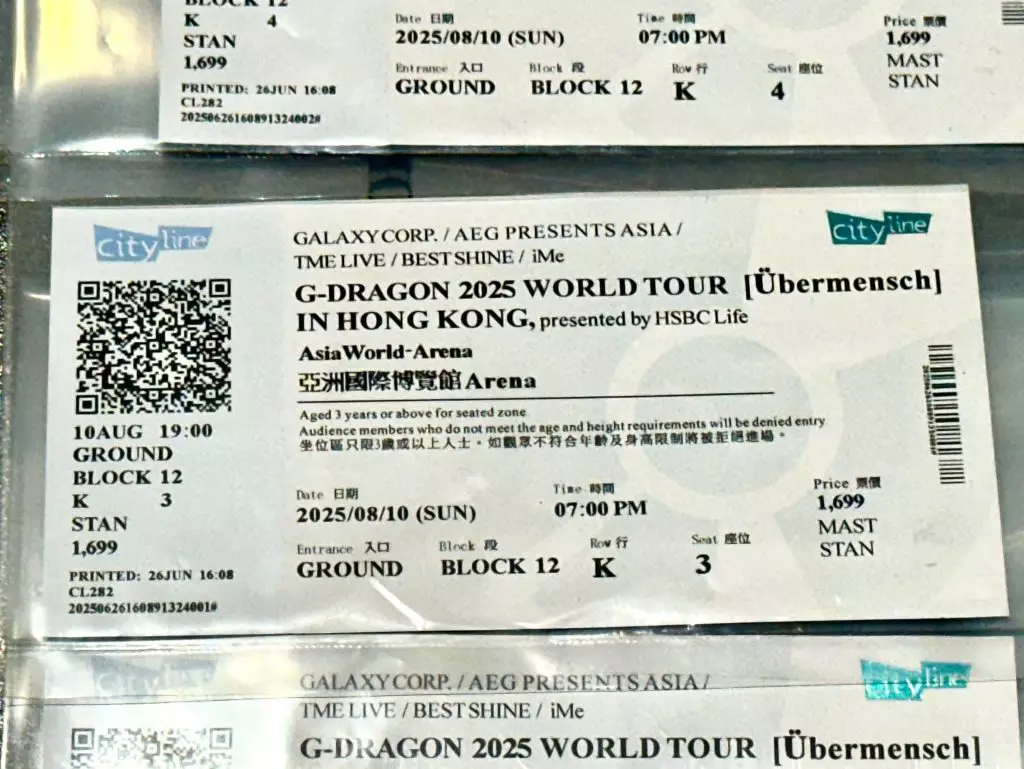 BLOCK 12
K 4
STAN
1,699
PRINTED: 26JUN 16:08
CL282
20250626160891324002#
Date 日期 Time 時間 Price 票價
2025/08/10 (SUN) 07:00 PM 1,699
Entrance 入口 Block 段 Row 行 Seat 座位 MAST
GROUND BLOCK 12 K 4 STAN
cityline
10AUG 19:00
GROUND
BLOCK 12
K 3
STAN
1,699
PRINTED: 26JUN 16:08
CL282
20250626160891324001#
GALAXY CORP. / AEG PRESENTS ASIA /
TME LIVE / BEST SHINE / iMe
cityline
G-DRAGON 2025 WORLD TOUR [Übermensch]
IN HONG KONG, presented by HSBC Life
AsiaWorld-Arena
亞洲國際博覽館 Arena
Aged 3 years or above for seated zone
Audience members who do not meet the age and height requirements will be denied entry
坐位區只限3歲或以上人士。如觀眾不符合年齡及身高限制將被拒絕進場。
Date 日期 Time 時間 Price 票價
2025/08/10 (SUN) 07:00 PM 1,699
MAST
Entrance 入口 Block 段 Row 行 Seat 座位 STAN
GROUND BLOCK 12 K 3
cityline
GALAXY CORP. / AEG PRESENTS ASIA /
TME LIVE / BEST SHINE / iMe
cityline
G-DRAGON 2025 WORLD TOUR [Übermensch]